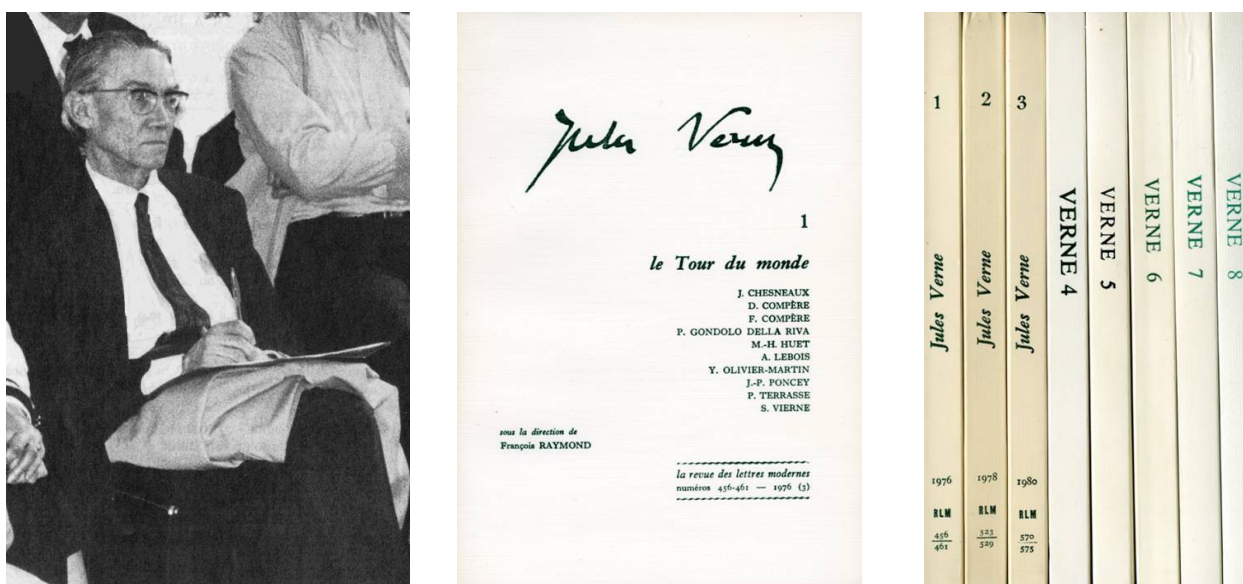 Jules Verne
1
le Tour du monde
J. CHESNEAUX
D. COMPÈRE
F. COMPÈRE
P. GONDOLO DELLA RIVA
M.-H. HUET
A. LEBOIS
Y. OLIVIER-MARTIN
J.-P. PONCEY
P. TERRASSE
S. VIERNE
sous la direction de
François RAYMOND
la revue des lettres modernes
numéros 456-461 — 1976 (3)
1
Jules Verne
1976
RLM
456
461
2
Jules Verne
1978
RLM
523
529
3
Jules Verne
1980
RLM
570
575
VERNE 4
VERNE 5
VERNE 6
VERNE 7
VERNE 8